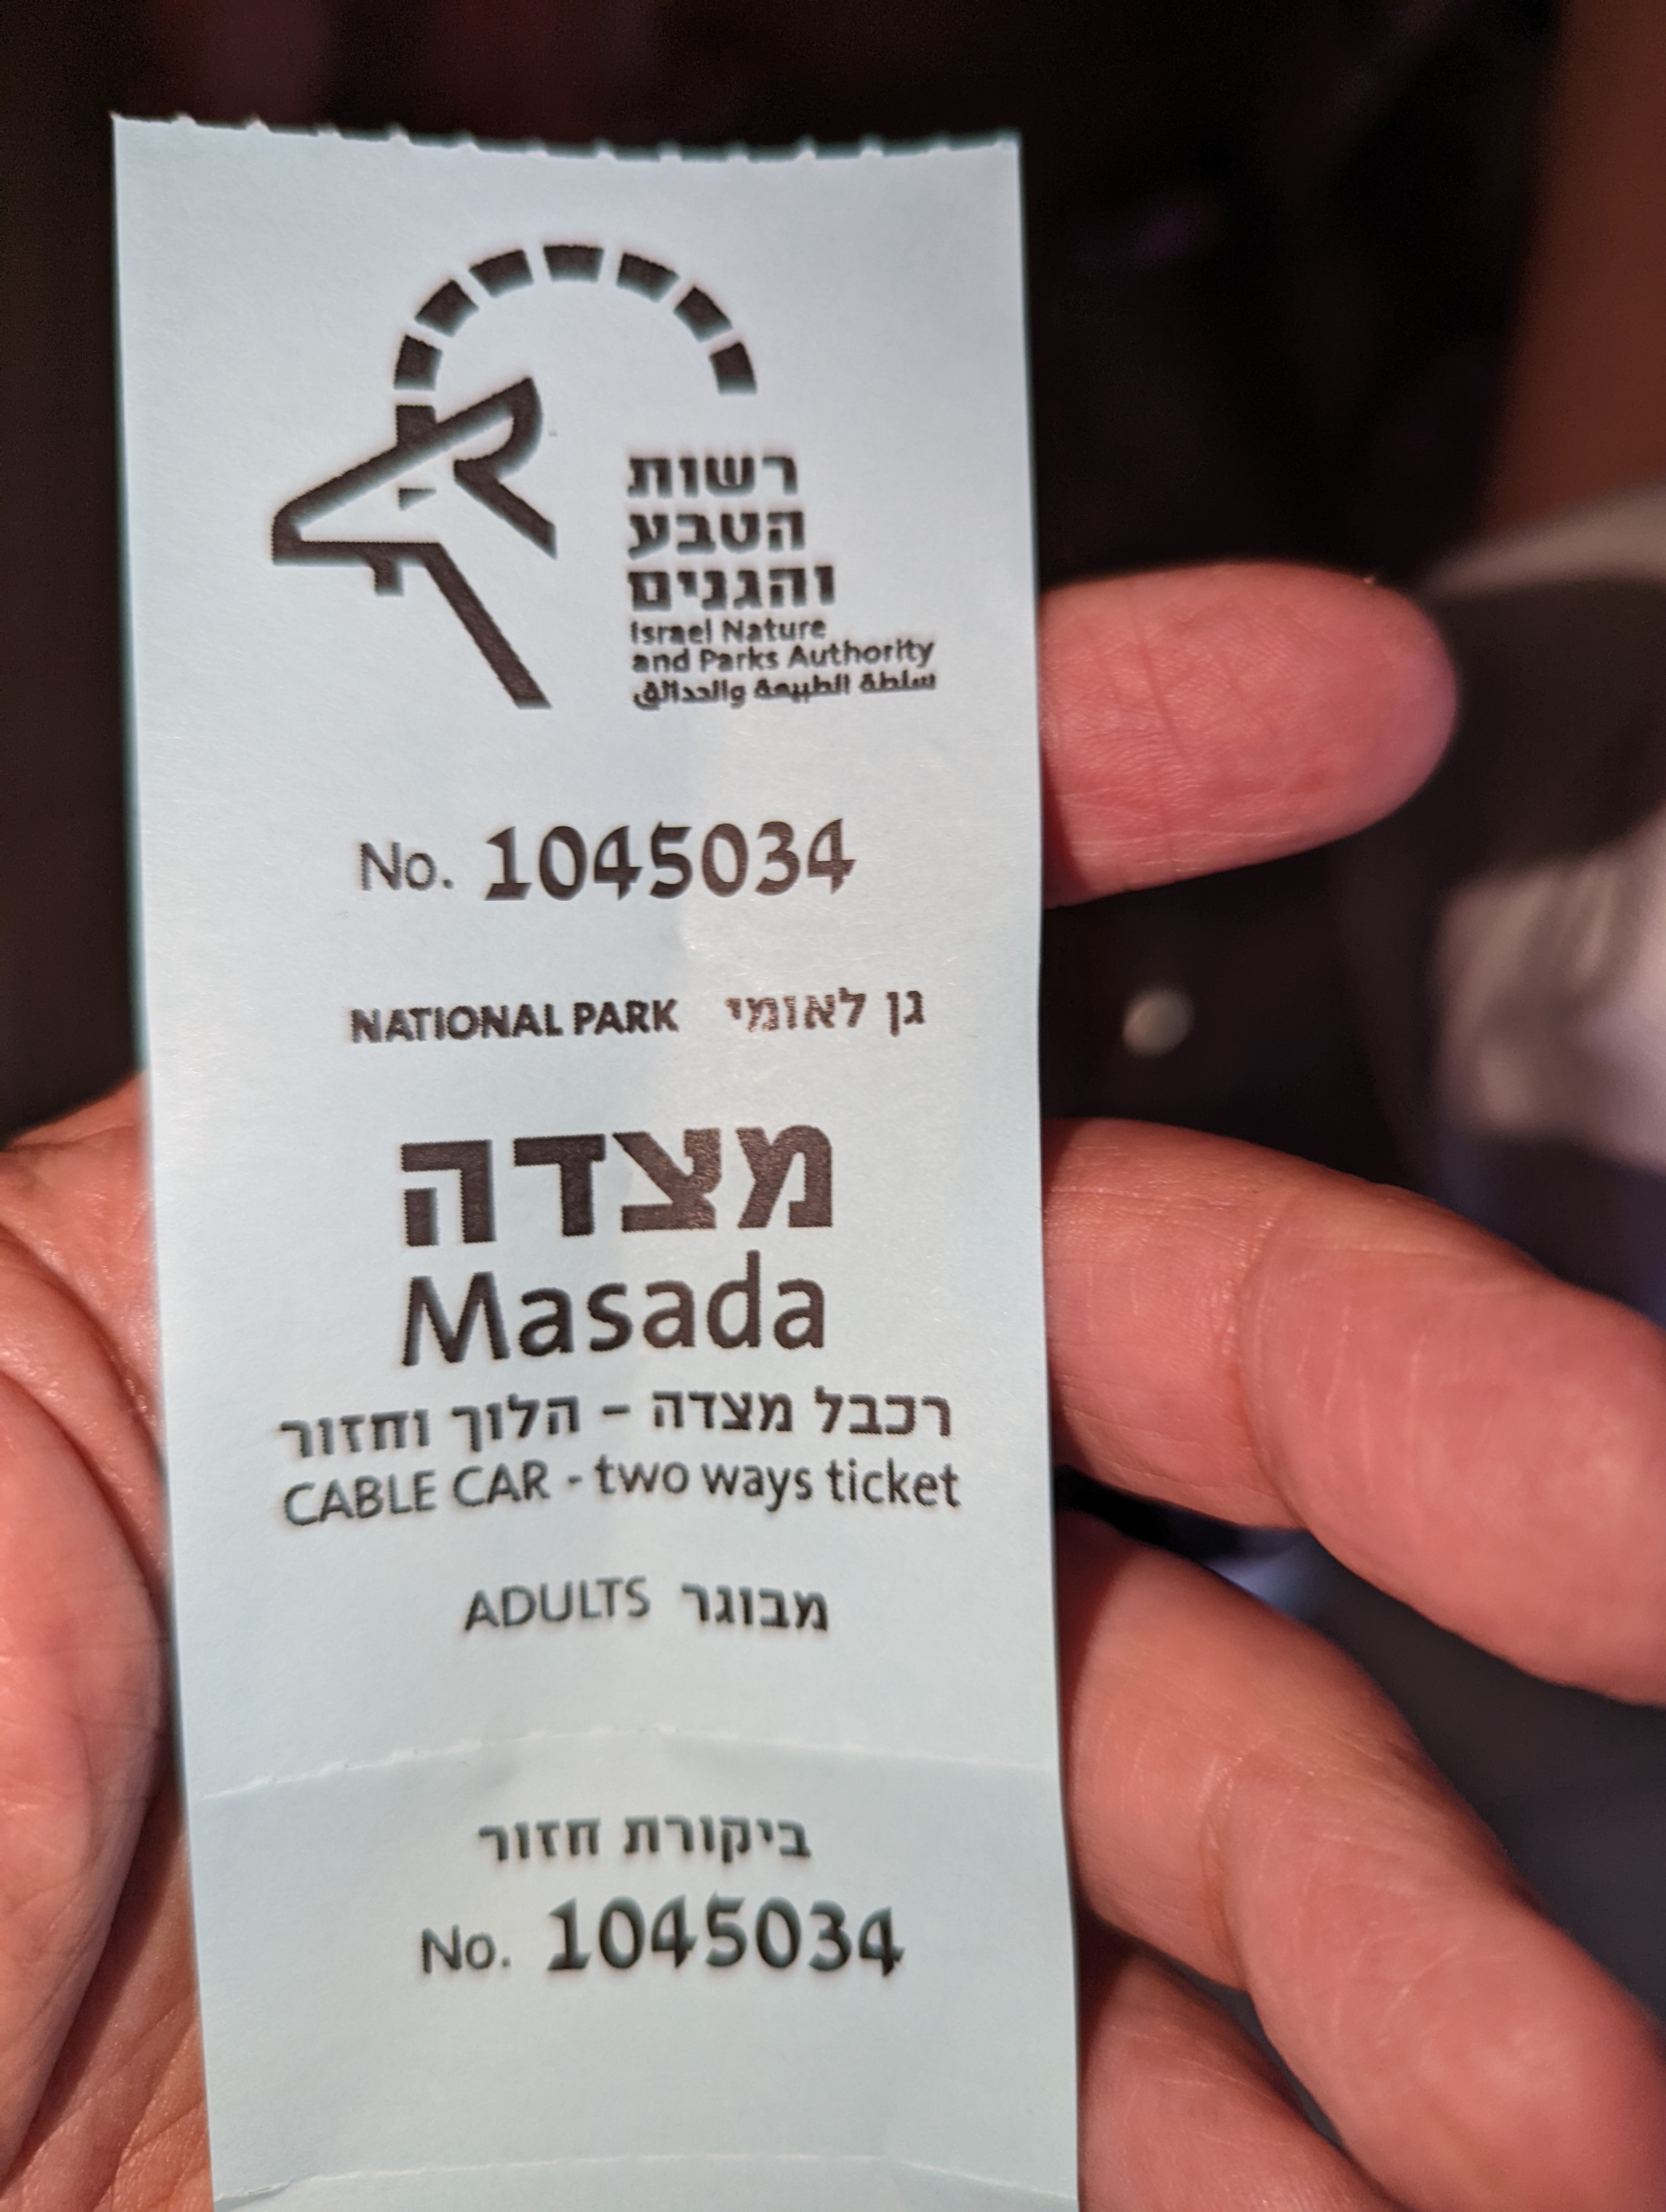 רשות
הטבע
והגנים
Israel Nature
and Parks Authority
سلطة الطبيعة والحدائق
No. 1045034
NATIONAL PARK גן לאומי
מצדה
Masada
רכבל מצדה - הלוך וחזור
CABLE CAR - two ways ticket
ADULTS מבוגר
ביקורת חזור
No. 1045034